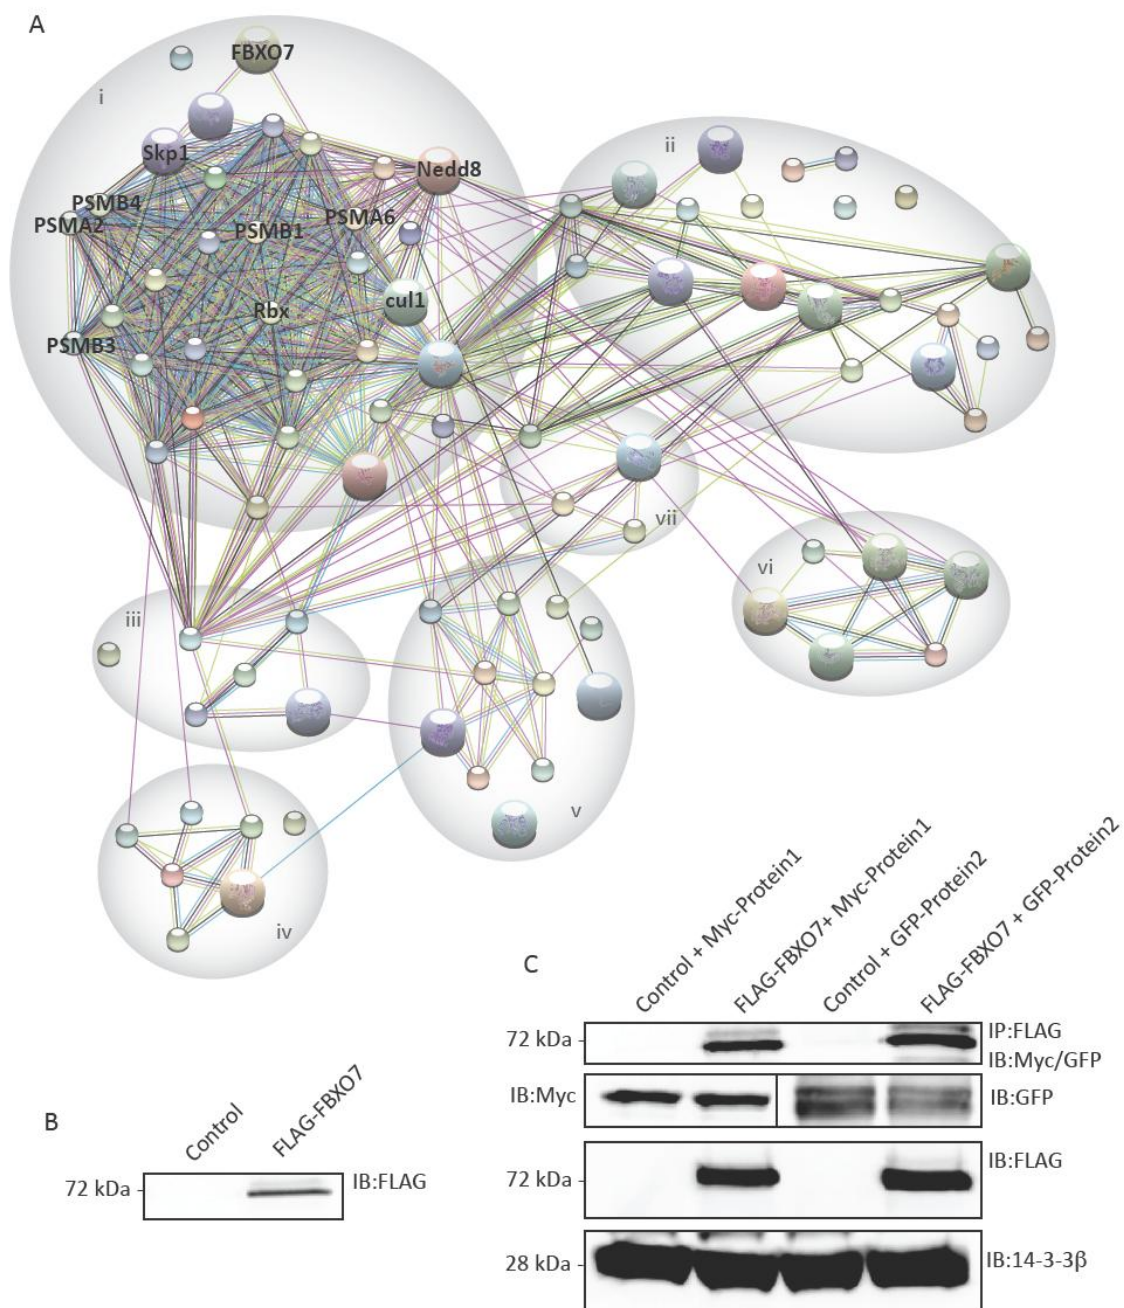 A
FBXO7
i
ii
Skp1
Nedd8
PSMB4
PSMA2
PSMA6
PSMB1
cul1
Rbx
PSMB3
vii
vi
iii
v
iv
C
Control + Myc-Protein1
FLAG-FBXO7+ Myc-Protein1
Control + GFP-Protein2
FLAG-FBXO7 + GFP-Protein2
72 kDa
IP:FLAG
IB:Myc/GFP
IB:Myc
IB:GFP
72 kDa
IB:FLAG
28 kDa
IB:14-3-3β
B
Control
FLAG-FBXO7
72 kDa
IB:FLAG